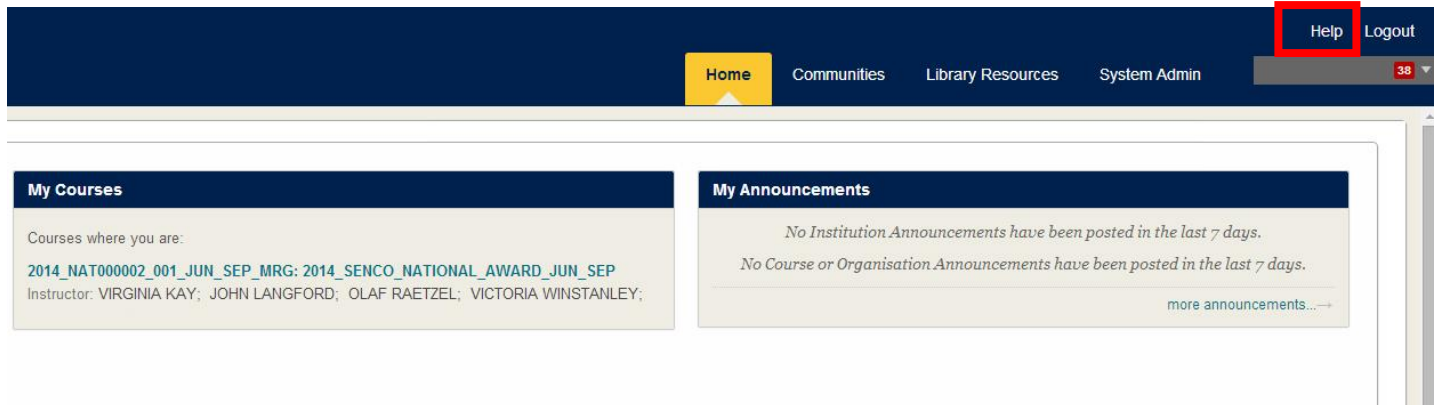 Help Logout
Home Communities Library Resources System Admin 38
My Courses
Courses where you are:
2014_NAT000002_001_JUN_SEP_MRG: 2014_SENCO_NATIONAL_AWARD_JUN_SEP
Instructor: VIRGINIA KAY; JOHN LANGFORD; OLAF RAETZEL; VICTORIA WINSTANLEY;
My Announcements
No Institution Announcements have been posted in the last 7 days.
No Course or Organisation Announcements have been posted in the last 7 days.
more announcements...→